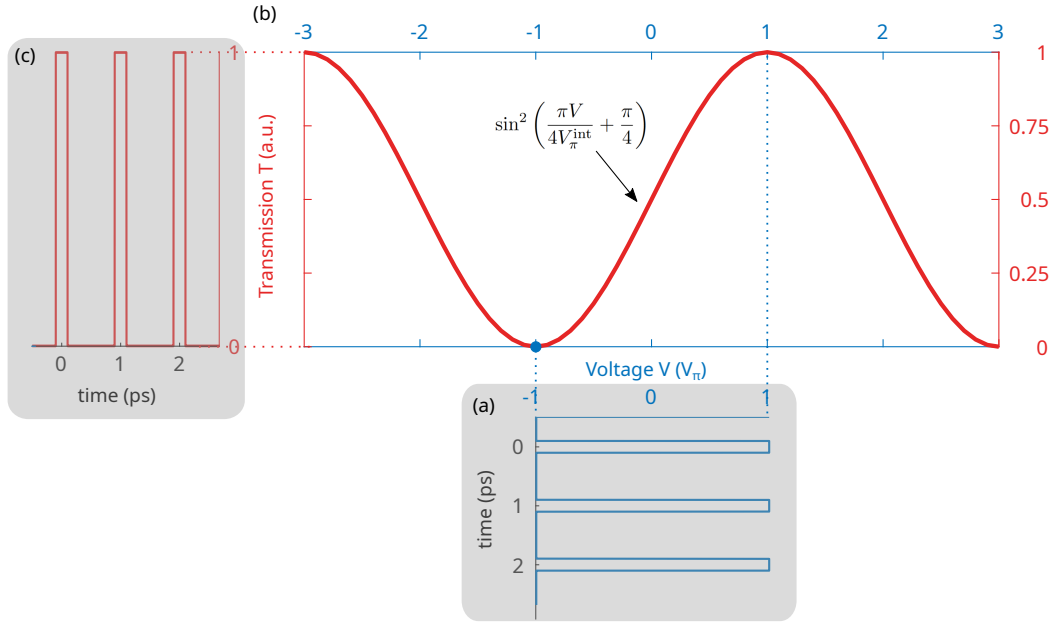 (b)
-3 -2 -1 0 1 2 3
(c)
1
1
0.75
0.5
0.25
0
Transmission T (a.u.)
sin² (πV / 4V_π^int + π/4)
0
0 1 2
time (ps)
Voltage V (Vπ)
(a)
-1 0 1
time (ps)
0
1
2